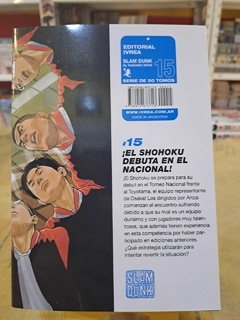 EDITORIAL
IVREA
SLAM DUNK
15
SERIE DE 20 TOMOS
WWW.IVREA.COM.AR
#15
¡EL SHOHOKU
DEBUTA EN EL
NACIONAL!
¡El Shohoku se prepara para su
debut en el Torneo Nacional frente
al Toyotama, el equipo representante
de Osaka! Los dirigidos por Anzai
comienzan el encuentro sufriendo
debido a que su rival es un equipo
durísimo y con jugadores muy talen-
tosos, que además tienen experiencia
en esta competencia por haber par-
ticipado en ediciones anteriores.
¿Qué estrategia utilizarán para
intentar revertir la situación?
SLAM
DUNK